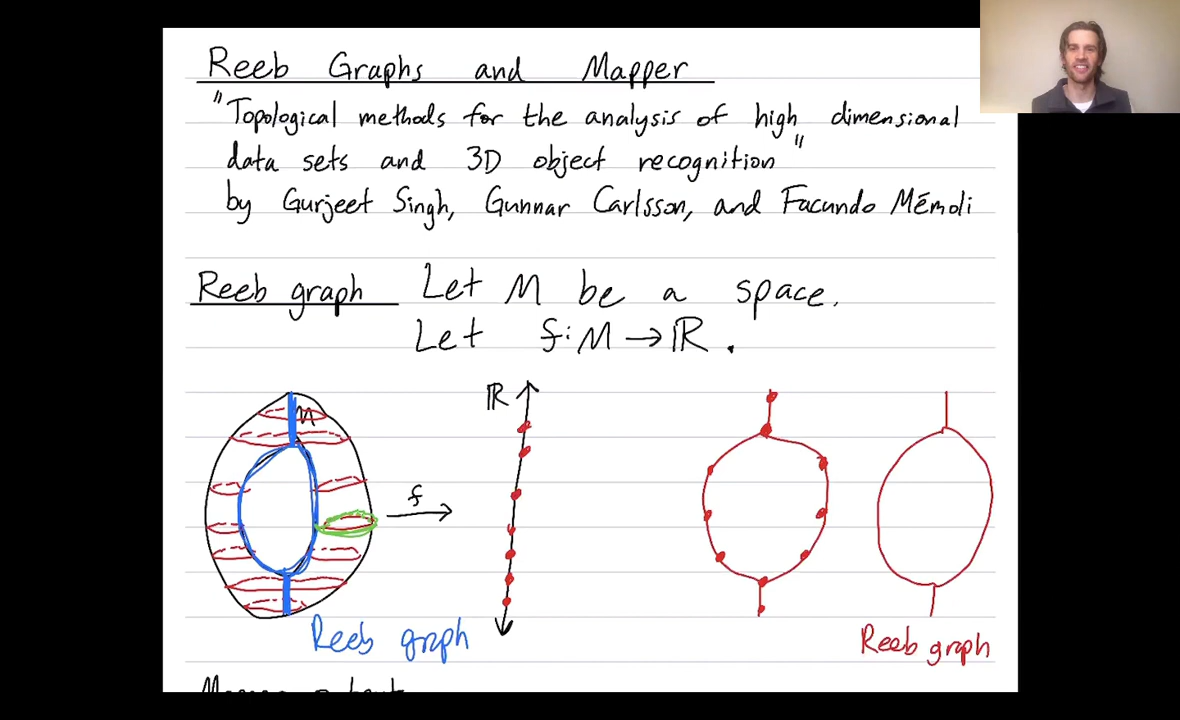 Reeb Graphs and Mapper
"Topological methods for the analysis of high dimensional
data sets and 3D object recognition"
by Gurjeet Singh, Gunnar Carlsson, and Facundo Mémoli
Reeb graph Let M be a space.
Let f: M → ℝ.
M
f
ℝ
Reeb graph
Reeb graph